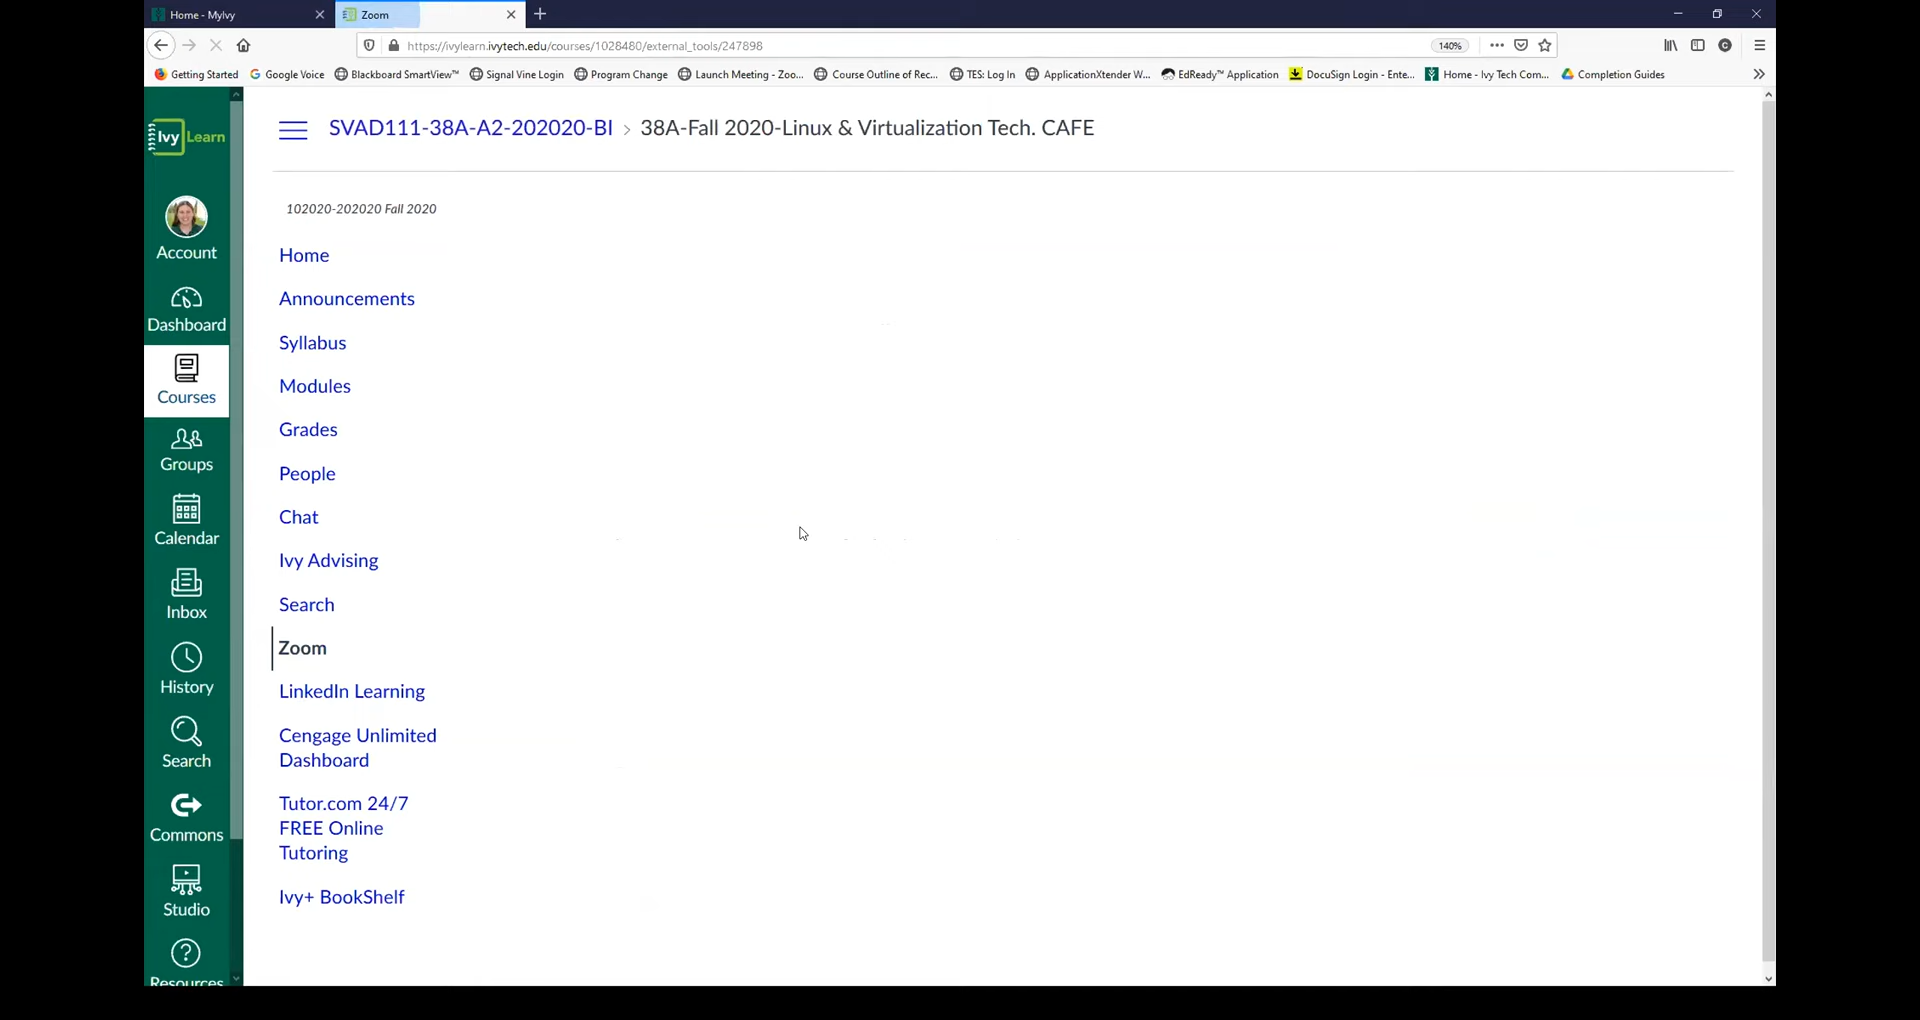 Home - MyIvy
Zoom
https://ivylearn.ivytech.edu/courses/1028480/external_tools/247898
140%
Getting Started
Google Voice
Blackboard SmartView™
Signal Vine Login
Program Change
Launch Meeting - Zoo...
Course Outline of Rec...
TES: Log In
ApplicationXtender W...
EdReady™ Application
DocuSign Login - Ente...
Home - Ivy Tech Com...
Completion Guides
Ivy Learn
Account
Dashboard
Courses
Groups
Calendar
Inbox
History
Search
Commons
Studio
Resources
SVAD111-38A-A2-202020-BI > 38A-Fall 2020-Linux & Virtualization Tech. CAFE
102020-202020 Fall 2020
Home
Announcements
Syllabus
Modules
Grades
People
Chat
Ivy Advising
Search
Zoom
LinkedIn Learning
Cengage Unlimited
Dashboard
Tutor.com 24/7
FREE Online
Tutoring
Ivy+ BookShelf